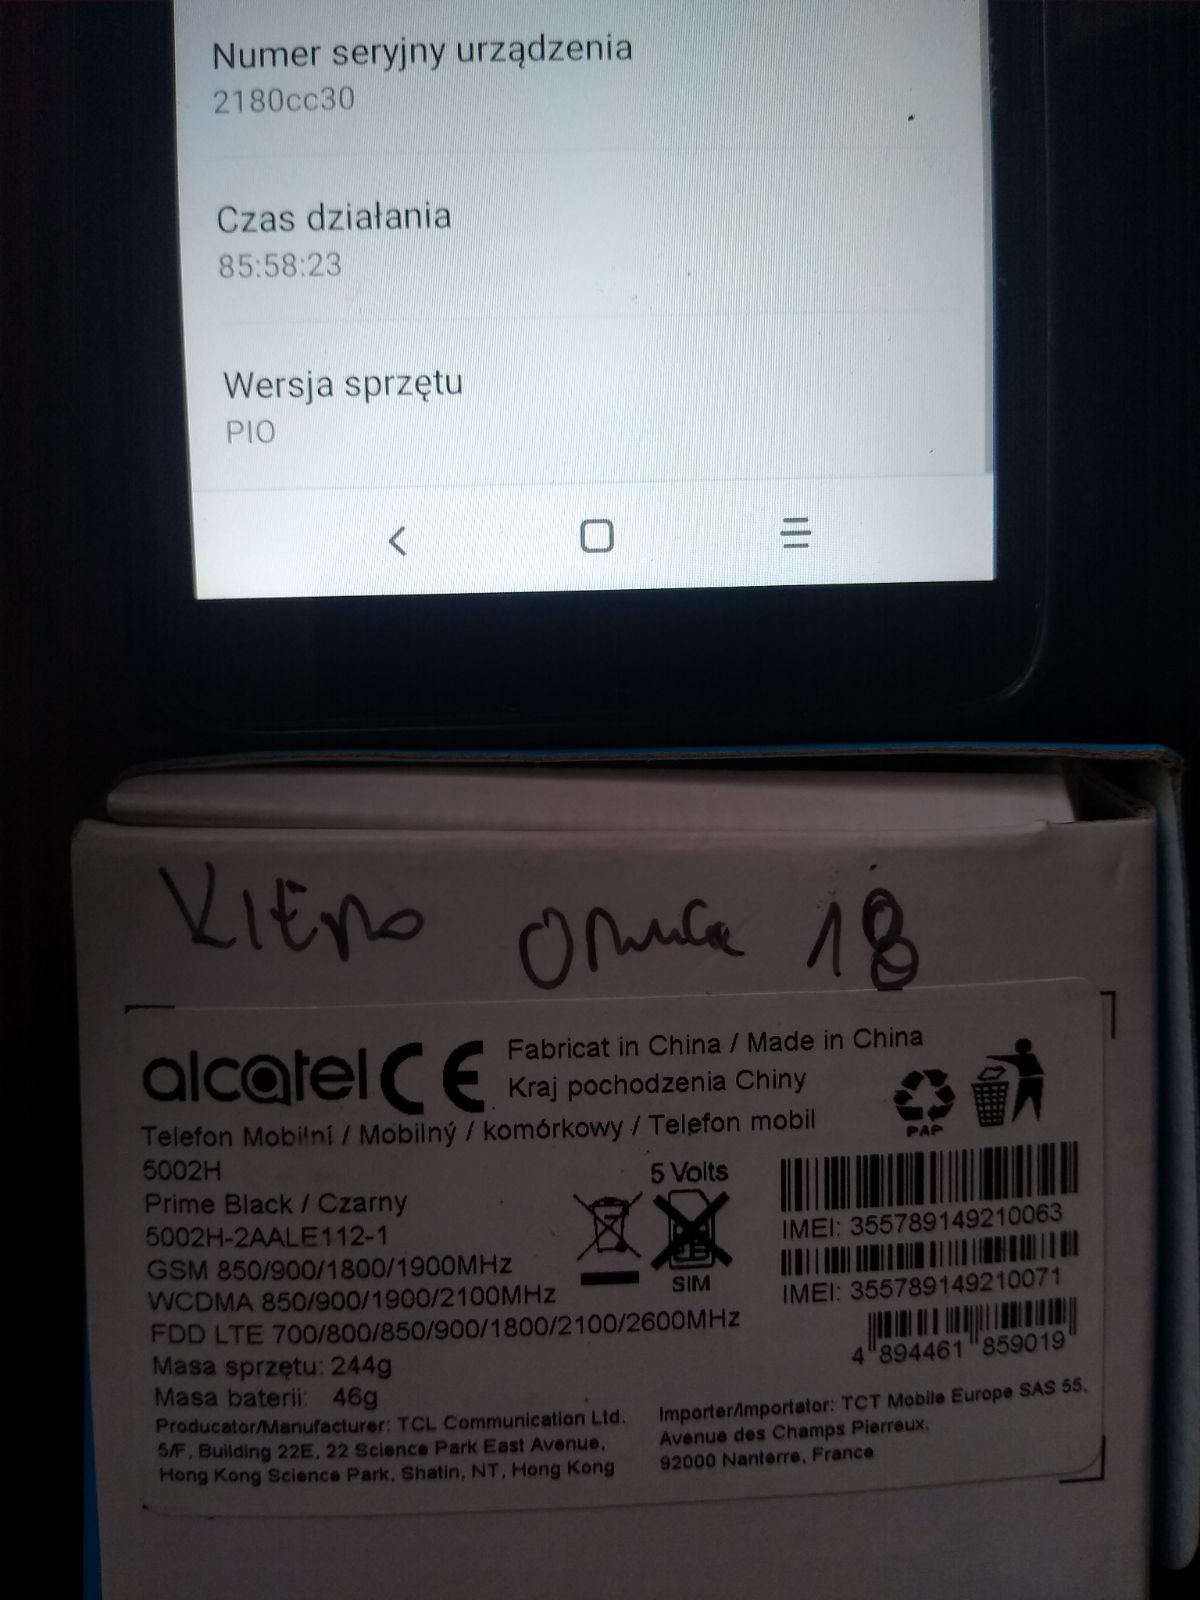 Numer seryjny urządzenia
2180cc30
Czas działania
85:58:23
Wersja sprzętu
PIO
18
alcatel CE
Fabricat in China / Made in China
Kraj pochodzenia Chiny
PAP
Telefon Mobilní / Mobilný / komórkowy / Telefon mobil
5002H
Prime Black / Czarny
5002H-2AALE112-1
GSM 850/900/1800/1900MHz
WCDMA 850/900/1900/2100MHz
FDD LTE 700/800/850/900/1800/2100/2600MHz
Masa sprzętu: 244g
Masa baterii: 46g
5 Volts
SIM
IMEI: 355789149210063
IMEI: 355789149210071
4 894461 859019
Producator/Manufacturer: TCL Communication Ltd.
5/F, Building 22E, 22 Science Park East Avenue,
Hong Kong Science Park, Shatin, NT, Hong Kong
Importer/Importator: TCT Mobile Europe SAS 55,
Avenue des Champs Pierreux,
92000 Nanterre, France